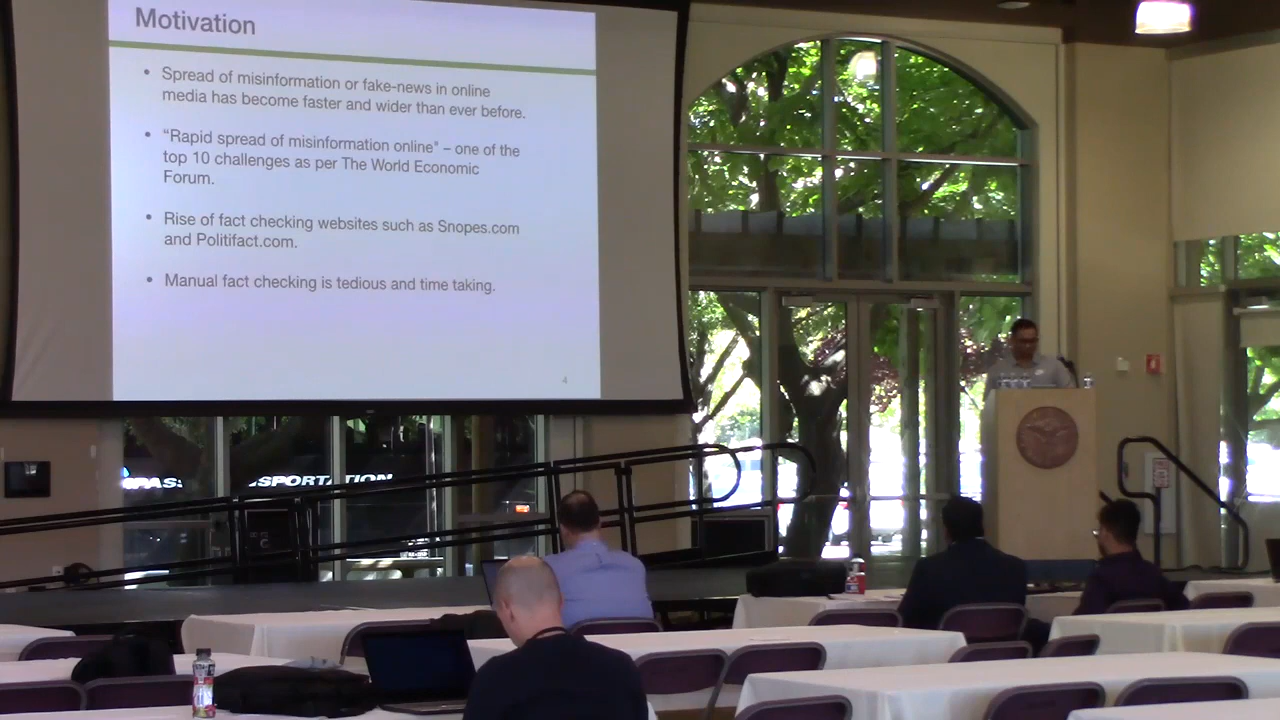 Motivation
• Spread of misinformation or fake-news in online
media has become faster and wider than ever before.
• "Rapid spread of misinformation online" – one of the
top 10 challenges as per The World Economic
Forum.
• Rise of fact checking websites such as Snopes.com
and Politifact.com.
• Manual fact checking is tedious and time taking.
4